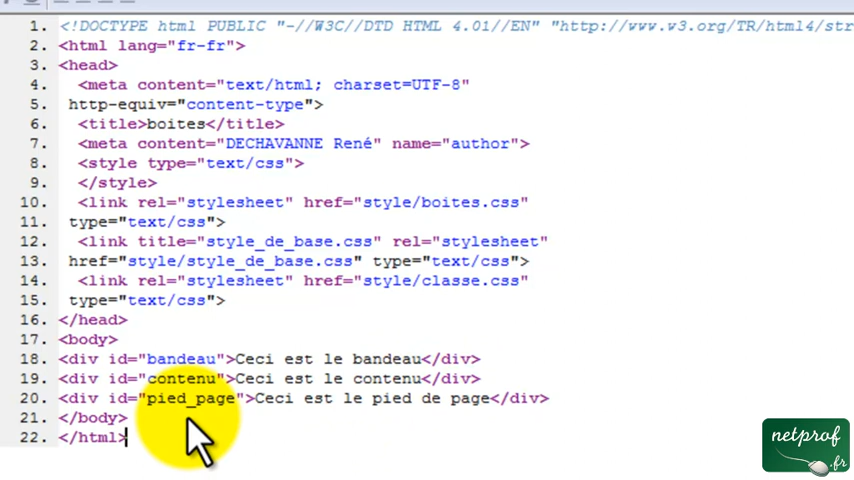 1. <!DOCTYPE html PUBLIC "-//W3C//DTD HTML 4.01//EN" "http://www.w3.org/TR/html4/str
2. <html lang="fr-fr">
3. <head>
4. <meta content="text/html; charset=UTF-8"
5. http-equiv="content-type">
6. <title>boites</title>
7. <meta content="DECHAVANNE René" name="author">
8. <style type="text/css">
9. </style>
10. <link rel="stylesheet" href="style/boites.css"
11. type="text/css">
12. <link title="style_de_base.css" rel="stylesheet"
13. href="style/style_de_base.css" type="text/css">
14. <link rel="stylesheet" href="style/classe.css"
15. type="text/css">
16. </head>
17. <body>
18. <div id="bandeau">Ceci est le bandeau</div>
19. <div id="contenu">Ceci est le contenu</div>
20. <div id="pied_page">Ceci est le pied de page</div>
21. </body>
22. </html>
netprof
.fr